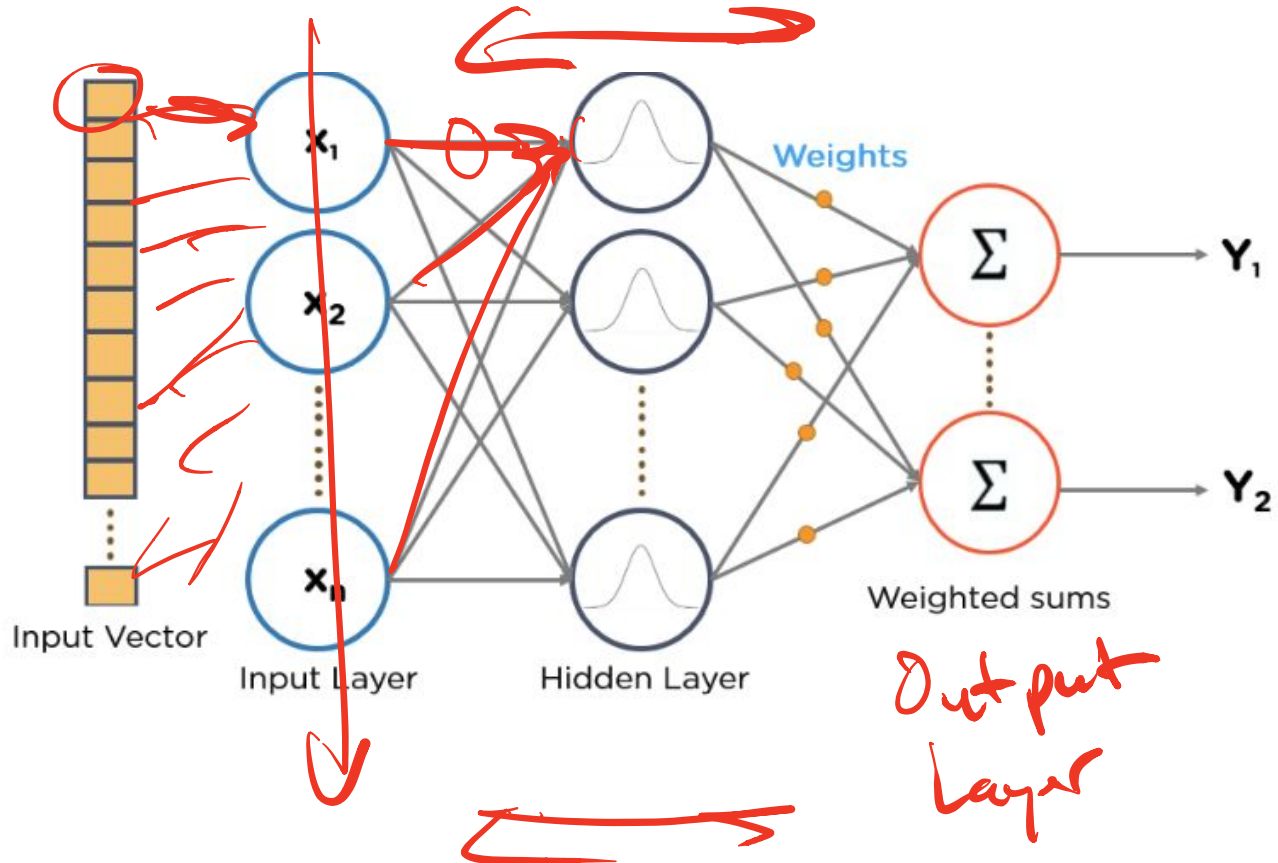 x₁
x₂
xₙ
Weights
Σ
Σ
Y₁
Y₂
Input Vector
Input Layer
Hidden Layer
Weighted sums
Output
Layer